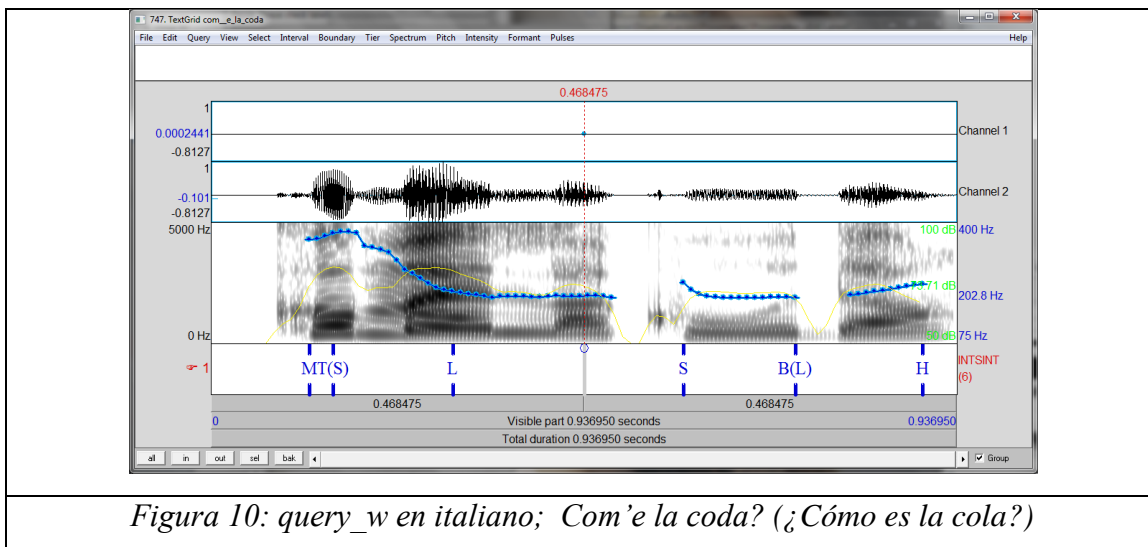 747. TextGrid com__e_la_coda
File Edit Query View Select Interval Boundary Tier Spectrum Pitch Intensity Formant Pulses Help
0.468475
1
0.0002441
-0.8127
Channel 1
1
-0.101
-0.8127
Channel 2
5000 Hz 100 dB 400 Hz
71 dB 202.8 Hz
0 Hz 75 Hz
1 MT(S) L S B(L) H INTSINT
(6)
0.468475 0.468475
0 Visible part 0.936950 seconds 0.936950
Total duration 0.936950 seconds
all in out sel bak Group
Figura 10: query_w en italiano; Com’e la coda? (¿Cómo es la cola?)